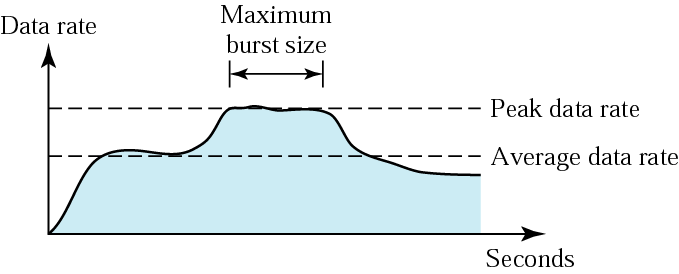 Maximum
burst size
Data rate
Peak data rate
Average data rate
Seconds